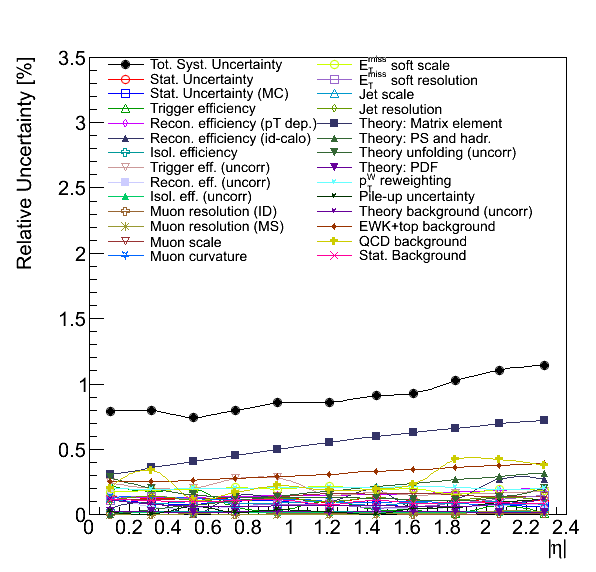 Relative Uncertainty [%]
3.5
3
2.5
2
1.5
1
0.5
0
Tot. Syst. Uncertainty
Stat. Uncertainty
Stat. Uncertainty (MC)
Trigger efficiency
Recon. efficiency (pT dep.)
Recon. efficiency (id-calo)
Isol. efficiency
Trigger eff. (uncorr)
Recon. eff. (uncorr)
Isol. eff. (uncorr)
Muon resolution (ID)
Muon resolution (MS)
Muon scale
Muon curvature
E_T^miss soft scale
E_T^miss soft resolution
Jet scale
Jet resolution
Theory: Matrix element
Theory: PS and hadr.
Theory unfolding (uncorr)
Theory: PDF
p_T^W reweighting
Pile-up uncertainty
Theory background (uncorr)
EWK+top background
QCD background
Stat. Background
0 0.2 0.4 0.6 0.8 1 1.2 1.4 1.6 1.8 2 2.2 2.4
|η|